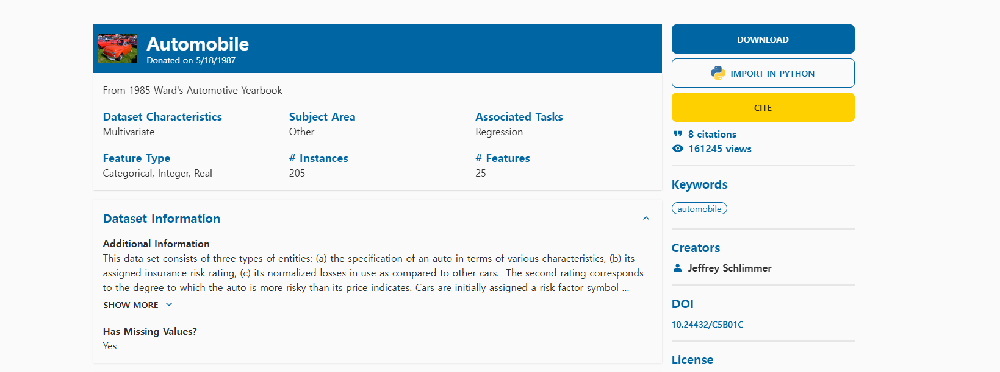 Automobile
Donated on 5/18/1987
From 1985 Ward's Automotive Yearbook
Dataset Characteristics
Multivariate
Subject Area
Other
Associated Tasks
Regression
Feature Type
Categorical, Integer, Real
# Instances
205
# Features
25
Dataset Information
Additional Information
This data set consists of three types of entities: (a) the specification of an auto in terms of various characteristics, (b) its
assigned insurance risk rating, (c) its normalized losses in use as compared to other cars.  The second rating corresponds
to the degree to which the auto is more risky than its price indicates. Cars are initially assigned a risk factor symbol ...
SHOW MORE
Has Missing Values?
Yes
DOWNLOAD
IMPORT IN PYTHON
CITE
8 citations
161245 views
Keywords
automobile
Creators
Jeffrey Schlimmer
DOI
10.24432/C5B01C
License